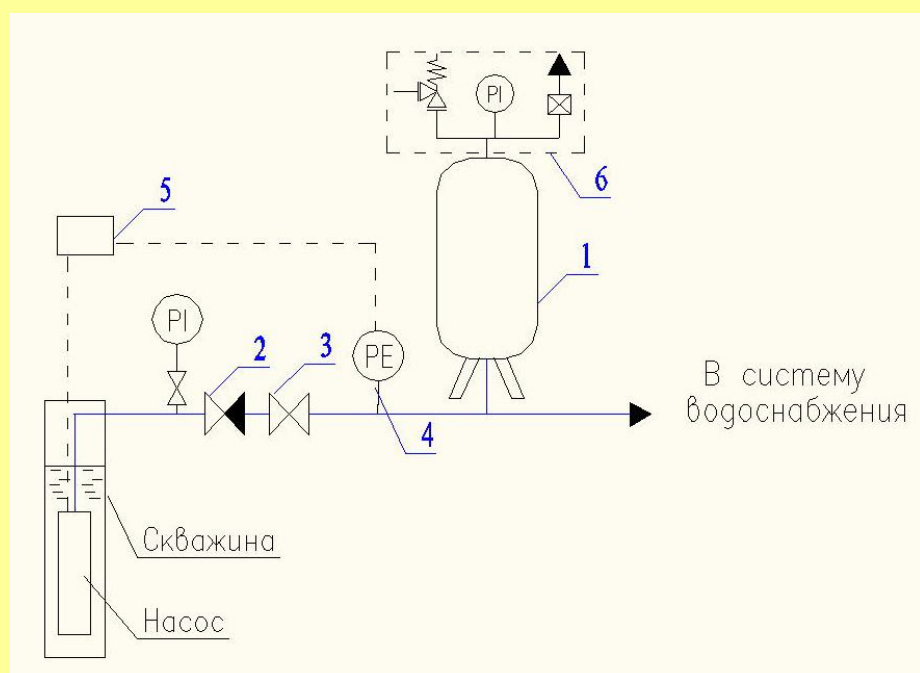 PI
6
5
1
PI
2
3
PE
В систему
водоснабжения
4
Скважина
Насос